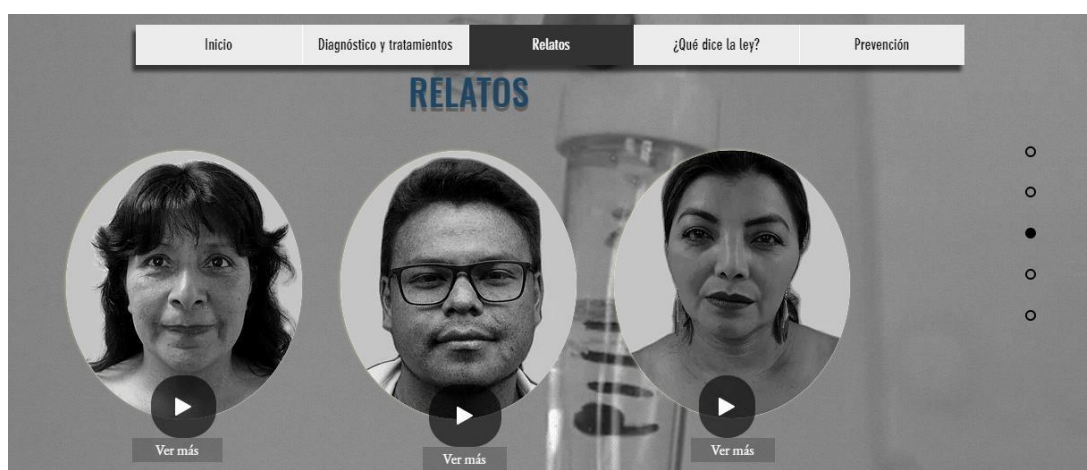 Inicio
Diagnóstico y tratamientos
Relatos
¿Qué dice la ley?
Prevención
RELATOS
Ver más
Ver más
Ver más